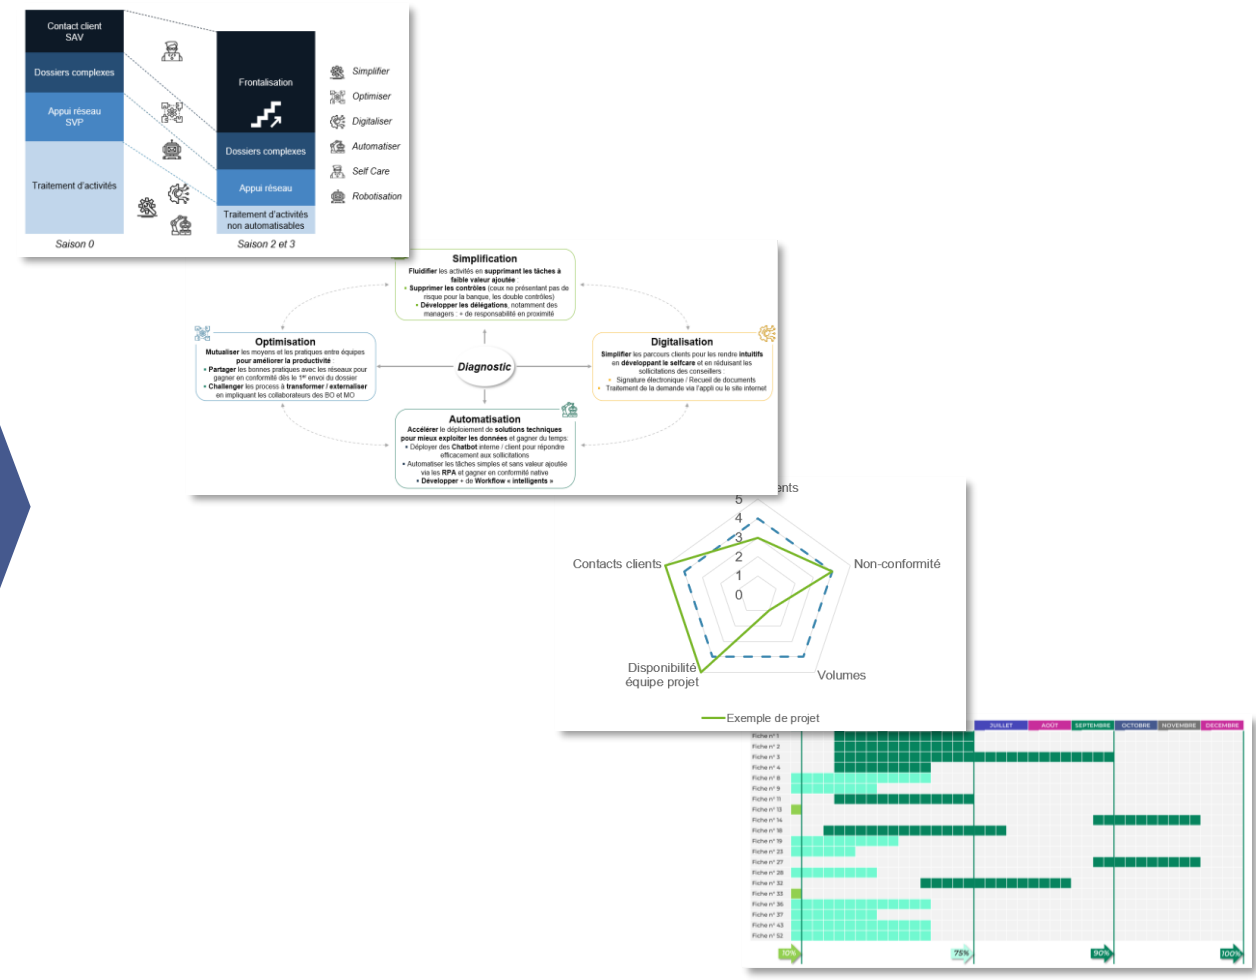 Contact client
SAV
Dossiers complexes
Appui réseau
SVP
Traitement d'activités
Saison 0
Frontalisation
Dossiers complexes
Appui réseau
Traitement d'activités
non automatisables
Saison 2 et 3
Simplifier
Optimiser
Digitaliser
Automatiser
Self Care
Robotisation
Simplification
Fluidifier les activités en supprimant les tâches à
faible valeur ajoutée :
• Supprimer les contrôles (ceux ne présentant pas de
risque pour la banque, les double contrôles)
• Développer les délégations, notamment des
managers : + de responsabilité en proximité
Optimisation
Mutualiser les moyens et les pratiques entre équipes
pour améliorer la productivité :
• Partager les bonnes pratiques avec les réseaux pour
gagner en conformité dès le 1er envoi du dossier
• Challenger les process à transformer / externaliser
en impliquant les collaborateurs des BO et MO
Diagnostic
Digitalisation
Simplifier les parcours clients pour les rendre intuitifs
en développant le selfcare et en réduisant les
sollicitations des conseillers :
• Signature électronique / Recueil de documents
• Traitement de la demande via l'appli ou le site internet
Automatisation
Accélérer le déploiement de solutions techniques
pour mieux exploiter les données et gagner du temps:
• Déployer des Chatbot interne / client pour répondre
efficacement aux sollicitations
• Automatiser les tâches simples et sans valeur ajoutée
via les RPA et gagner en conformité native
• Développer + de Workflow « intelligents »
ents
5
4
3
2
1
0
Contacts clients
Non-conformité
Disponibilité
équipe projet
Volumes
Exemple de projet
JUILLET AOÛT SEPTEMBRE OCTOBRE NOVEMBRE DECEMBRE
Fiche n° 1
Fiche n° 2
Fiche n° 3
Fiche n° 4
Fiche n° 8
Fiche n° 9
Fiche n° 11
Fiche n° 13
Fiche n° 14
Fiche n° 18
Fiche n° 19
Fiche n° 23
Fiche n° 27
Fiche n° 28
Fiche n° 32
Fiche n° 33
Fiche n° 36
Fiche n° 37
Fiche n° 43
Fiche n° 52
10% 75% 90% 100%